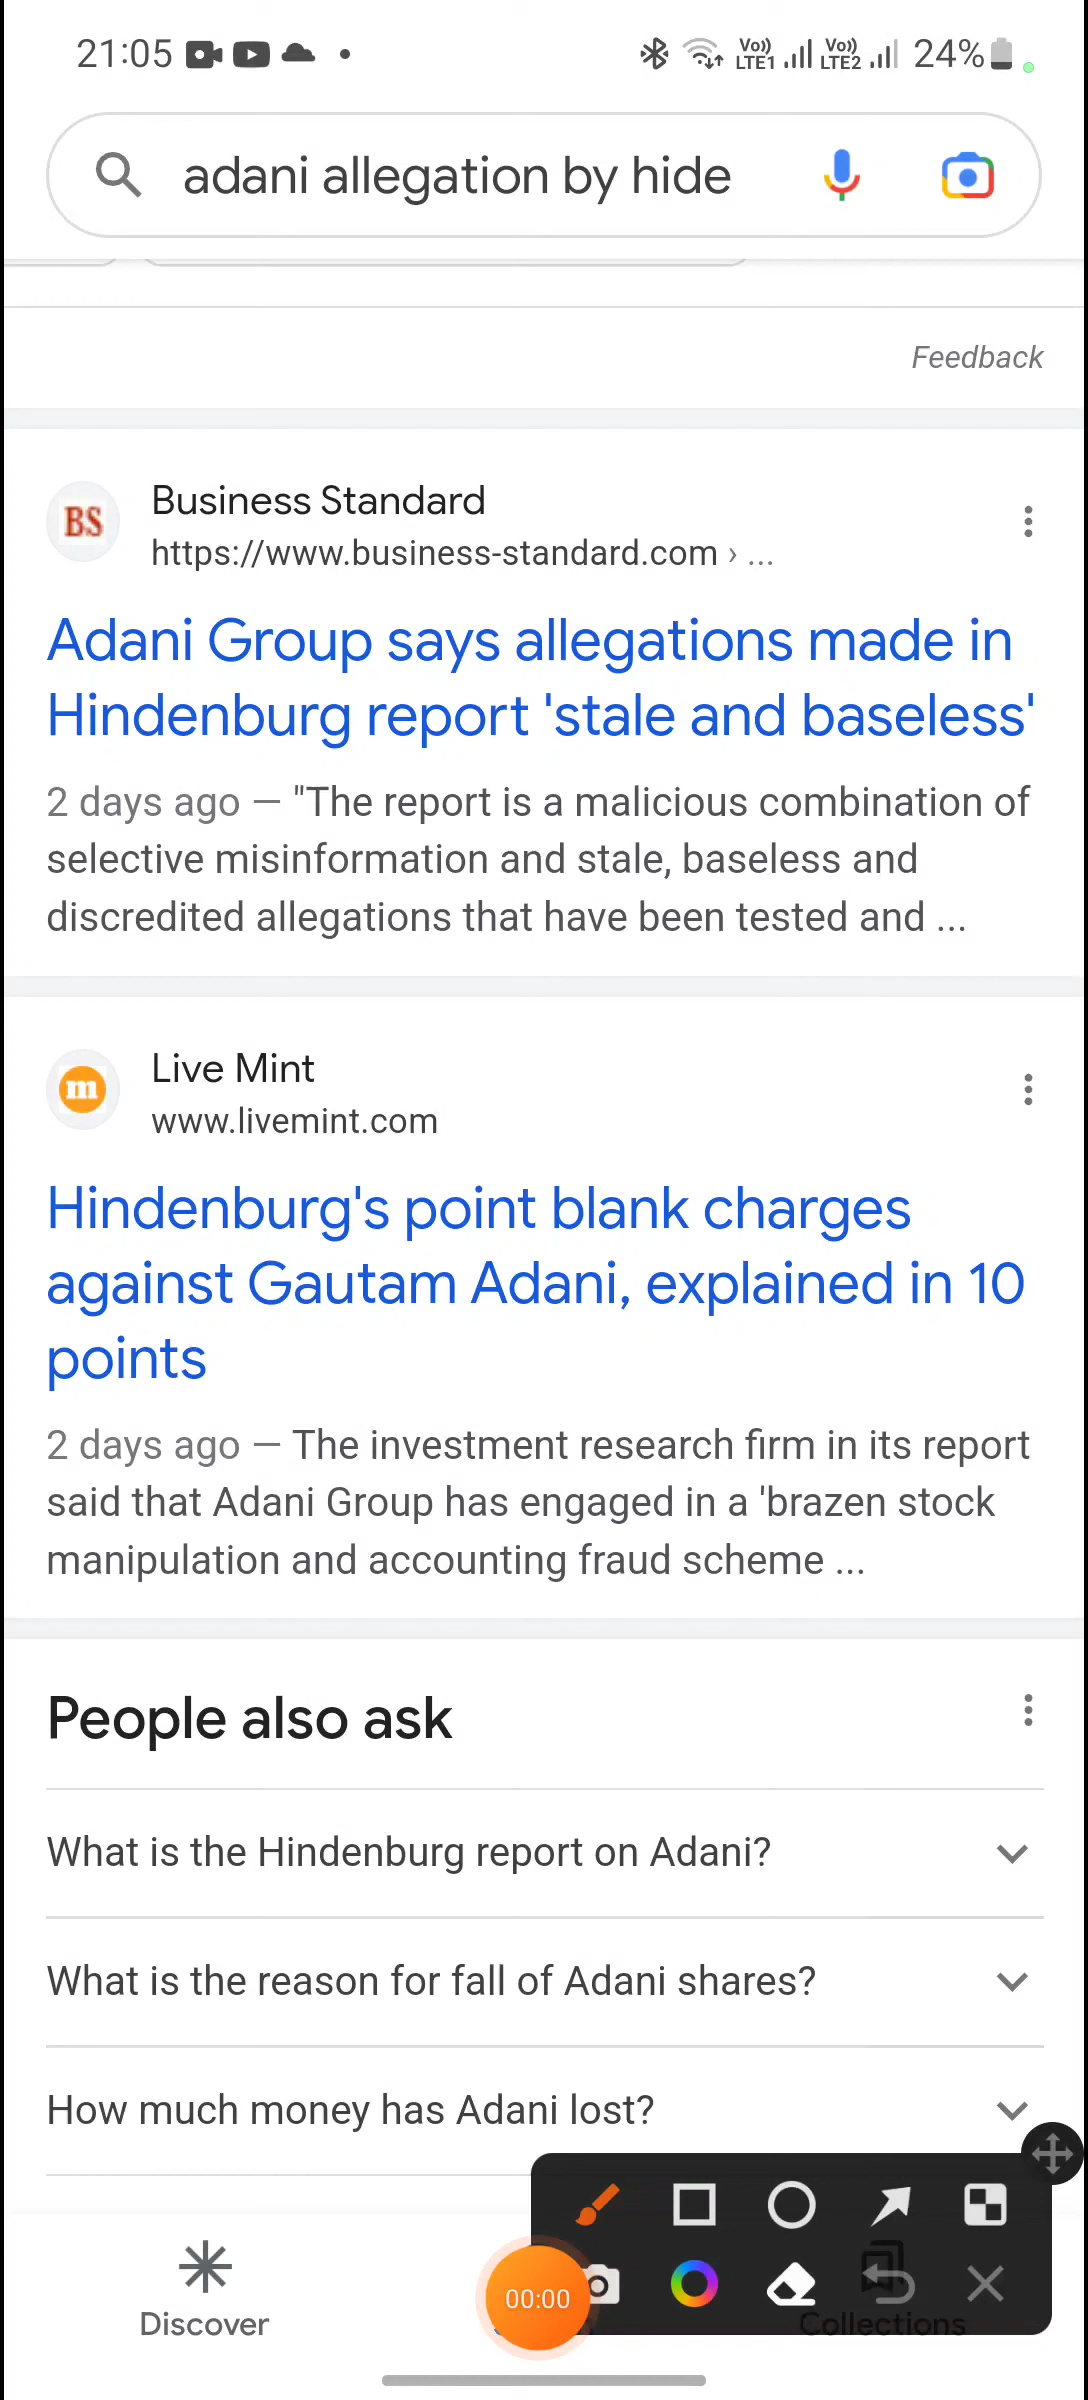 21:05 Vo)) LTE1 Vo)) LTE2 24%
adani allegation by hide
Feedback
BS
Business Standard
https://www.business-standard.com › ...
Adani Group says allegations made in
Hindenburg report 'stale and baseless'
2 days ago — "The report is a malicious combination of
selective misinformation and stale, baseless and
discredited allegations that have been tested and ...
m
Live Mint
www.livemint.com
Hindenburg's point blank charges
against Gautam Adani, explained in 10
points
2 days ago — The investment research firm in its report
said that Adani Group has engaged in a 'brazen stock
manipulation and accounting fraud scheme ...
People also ask
What is the Hindenburg report on Adani?
What is the reason for fall of Adani shares?
How much money has Adani lost?
00:00
Discover
Collections